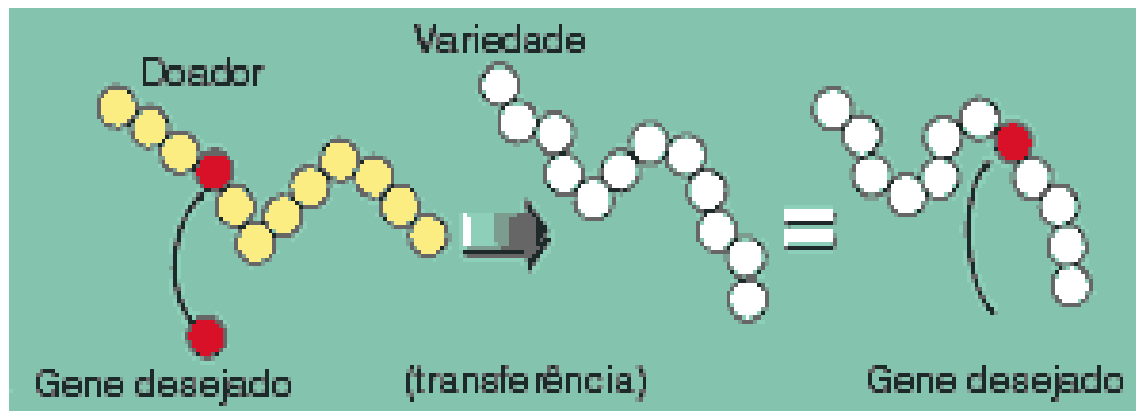 Variedade
Doador
Gene desejado
(transferência)
Gene desejado